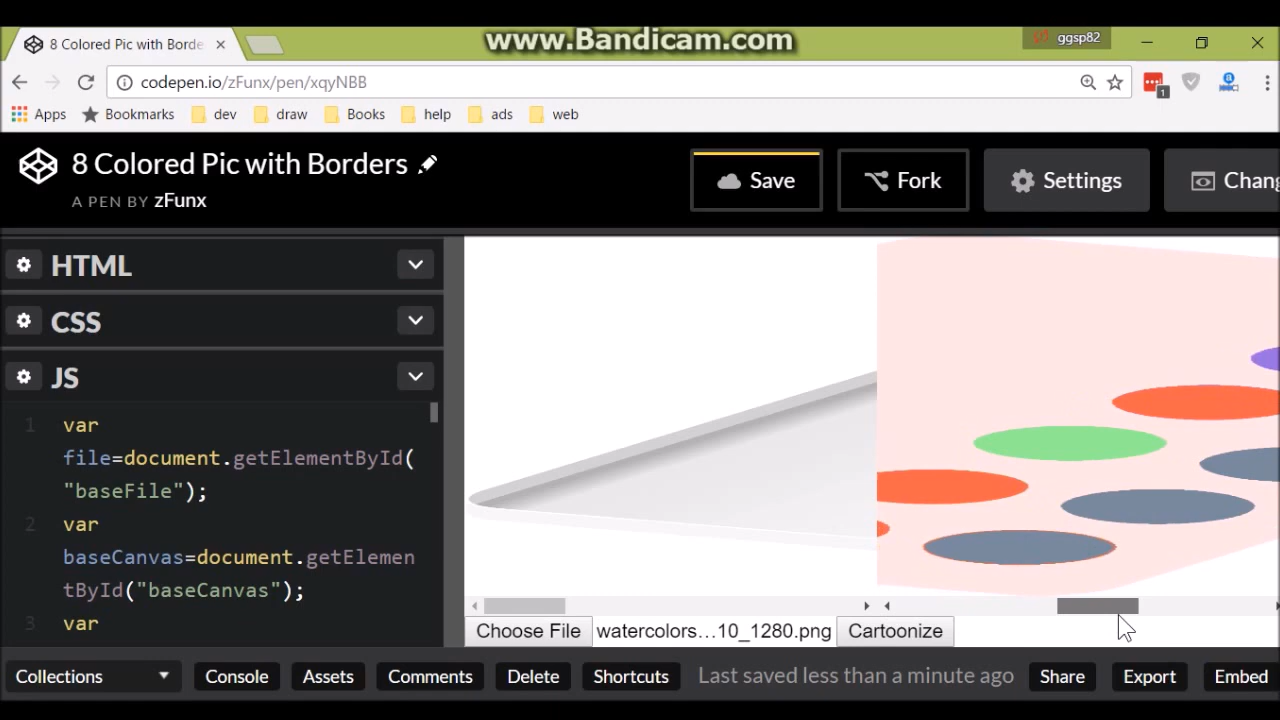 www.Bandicam.com
8 Colored Pic with Borde
ggsp82
codepen.io/zFunx/pen/xqyNBB
1
Apps Bookmarks dev draw Books help ads web
8 Colored Pic with Borders
A PEN BY zFunx
Save Fork Settings Chang
HTML
CSS
JS
1 var
file=document.getElementById(
"baseFile");
2 var
baseCanvas=document.getElemen
tById("baseCanvas");
3 var
Choose File watercolors…10_1280.png Cartoonize
Collections Console Assets Comments Delete Shortcuts Last saved less than a minute ago Share Export Embed